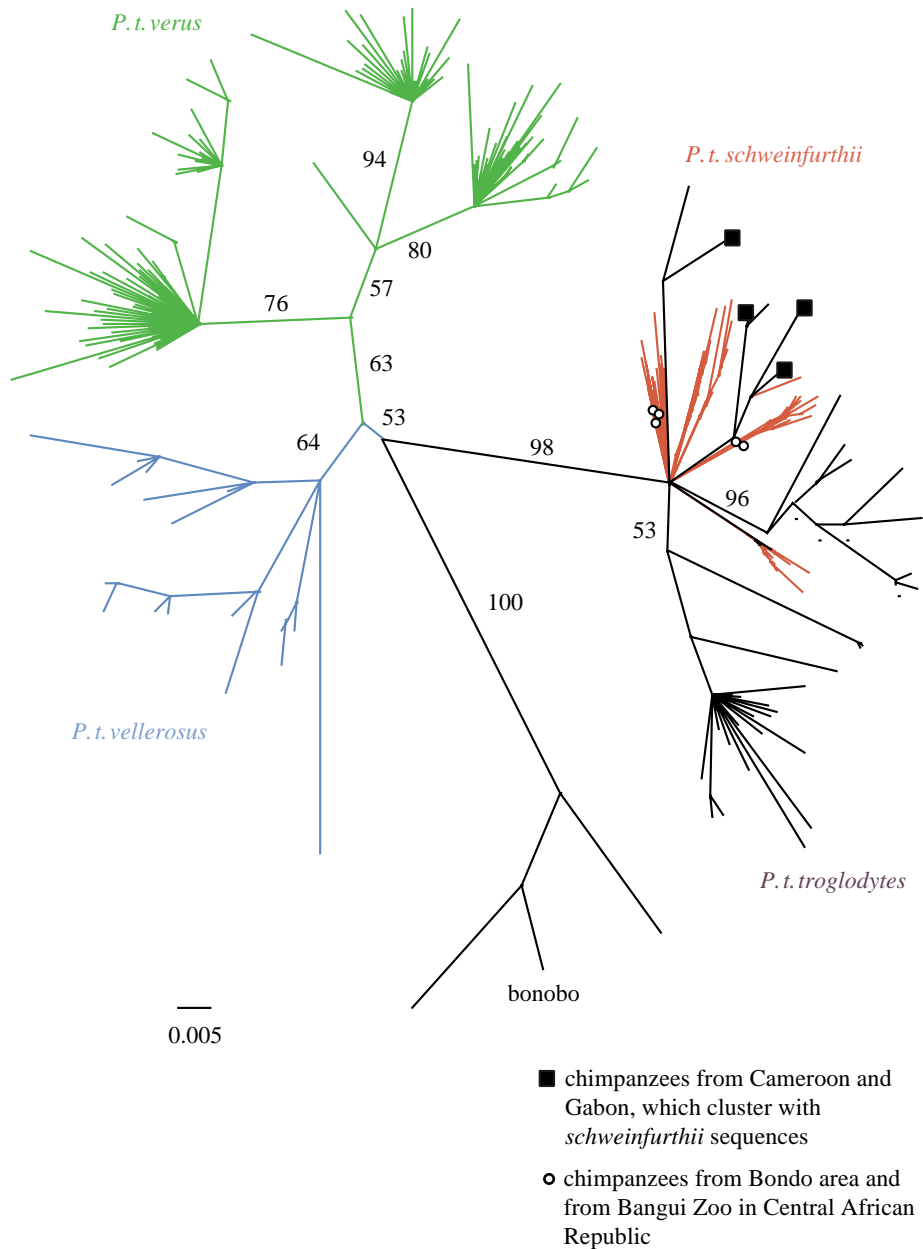 P. t. verus
94
P. t. schweinfurthii
80
57
76
63
53
64
98
96
53
100
P. t. vellerosus
P. t. troglodytes
bonobo
0.005
chimpanzees from Cameroon and
Gabon, which cluster with
schweinfurthii sequences
chimpanzees from Bondo area and
from Bangui Zoo in Central African
Republic